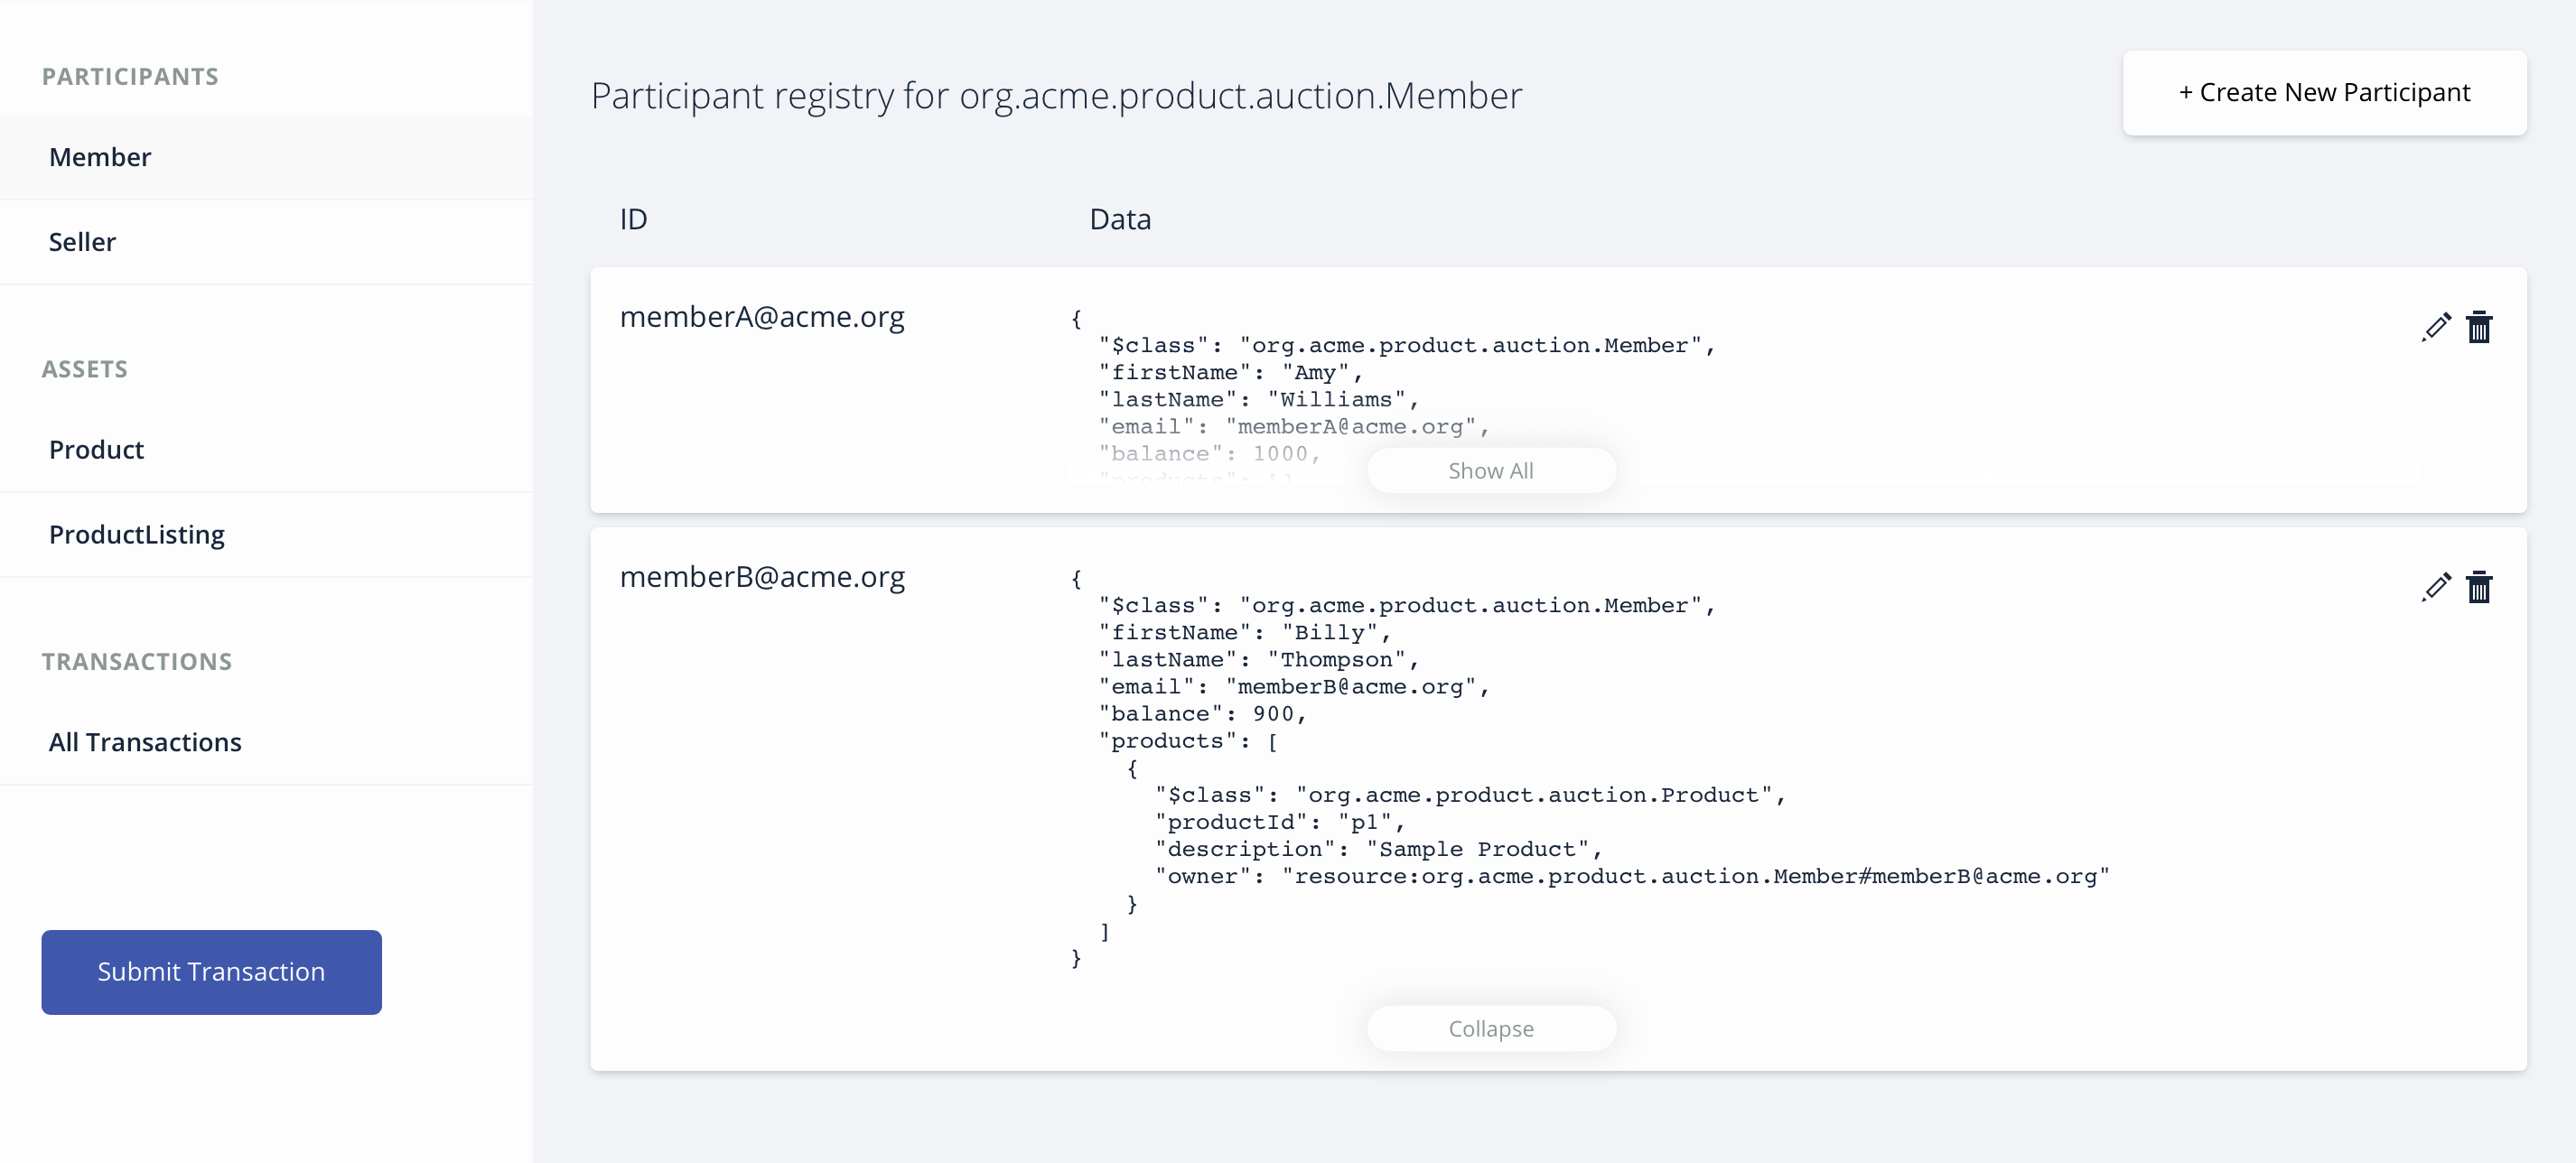 PARTICIPANTS
Member
Seller
ASSETS
Product
ProductListing
TRANSACTIONS
All Transactions
Submit Transaction
Participant registry for org.acme.product.auction.Member
+ Create New Participant
ID Data
memberA@acme.org
{
"$class": "org.acme.product.auction.Member",
"firstName": "Amy",
"lastName": "Williams",
"email": "memberA@acme.org",
"balance": 1000,
"products": []
Show All
memberB@acme.org
{
"$class": "org.acme.product.auction.Member",
"firstName": "Billy",
"lastName": "Thompson",
"email": "memberB@acme.org",
"balance": 900,
"products": [
{
"$class": "org.acme.product.auction.Product",
"productId": "p1",
"description": "Sample Product",
"owner": "resource:org.acme.product.auction.Member#memberB@acme.org"
}
]
}
Collapse